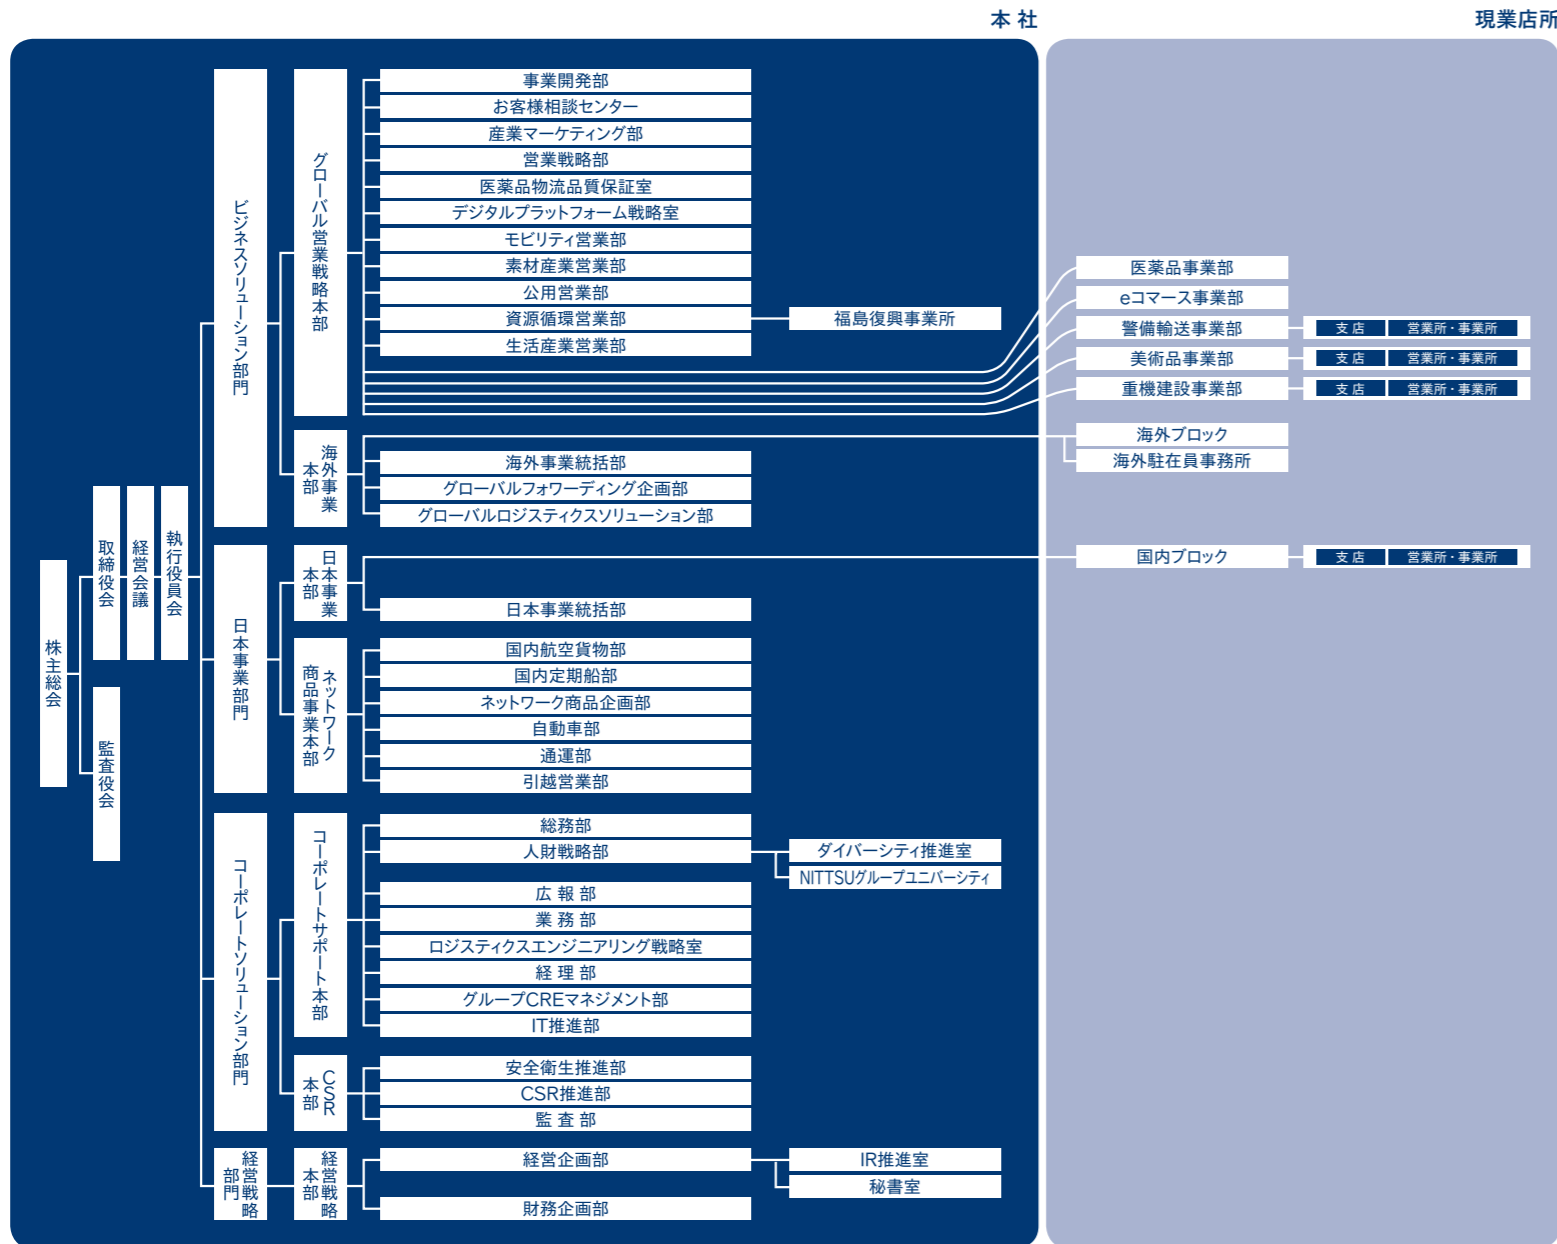 本 社
現業店所
株主総会
取締役会
経営会議
執行役員会
監査役会
ビジネスソリューション部門
グローバル営業戦略本部
事業開発部
お客様相談センター
産業マーケティング部
営業戦略部
医薬品物流品質保証室
デジタルプラットフォーム戦略室
モビリティ営業部
素材産業営業部
公用営業部
資源循環営業部
福島復興事業所
生活産業営業部
医薬品事業部
eコマース事業部
警備輸送事業部
支 店
営業所・事業所
美術品事業部
支 店
営業所・事業所
重機建設事業部
支 店
営業所・事業所
海外事業
本部
海外ブロック
海外駐在員事務所
海外事業統括部
グローバルフォワーディング企画部
グローバルロジスティクスソリューション部
日本事業部門
日本事業
本部
国内ブロック
支 店
営業所・事業所
日本事業統括部
ネットワーク
商品事業本部
国内航空貨物部
国内定期船部
ネットワーク商品企画部
自動車部
通運部
引越営業部
コーポレートソリューション部門
コーポレートサポート本部
総務部
人財戦略部
ダイバーシティ推進室
NITTSUグループユニバーシティ
広 報 部
業 務 部
ロジスティクスエンジニアリング戦略室
経 理 部
グループCREマネジメント部
IT推進部
CSR
本部
安全衛生推進部
CSR推進部
監 査 部
経営戦略
部門
経営戦略
本部
経営企画部
IR推進室
秘書室
財務企画部